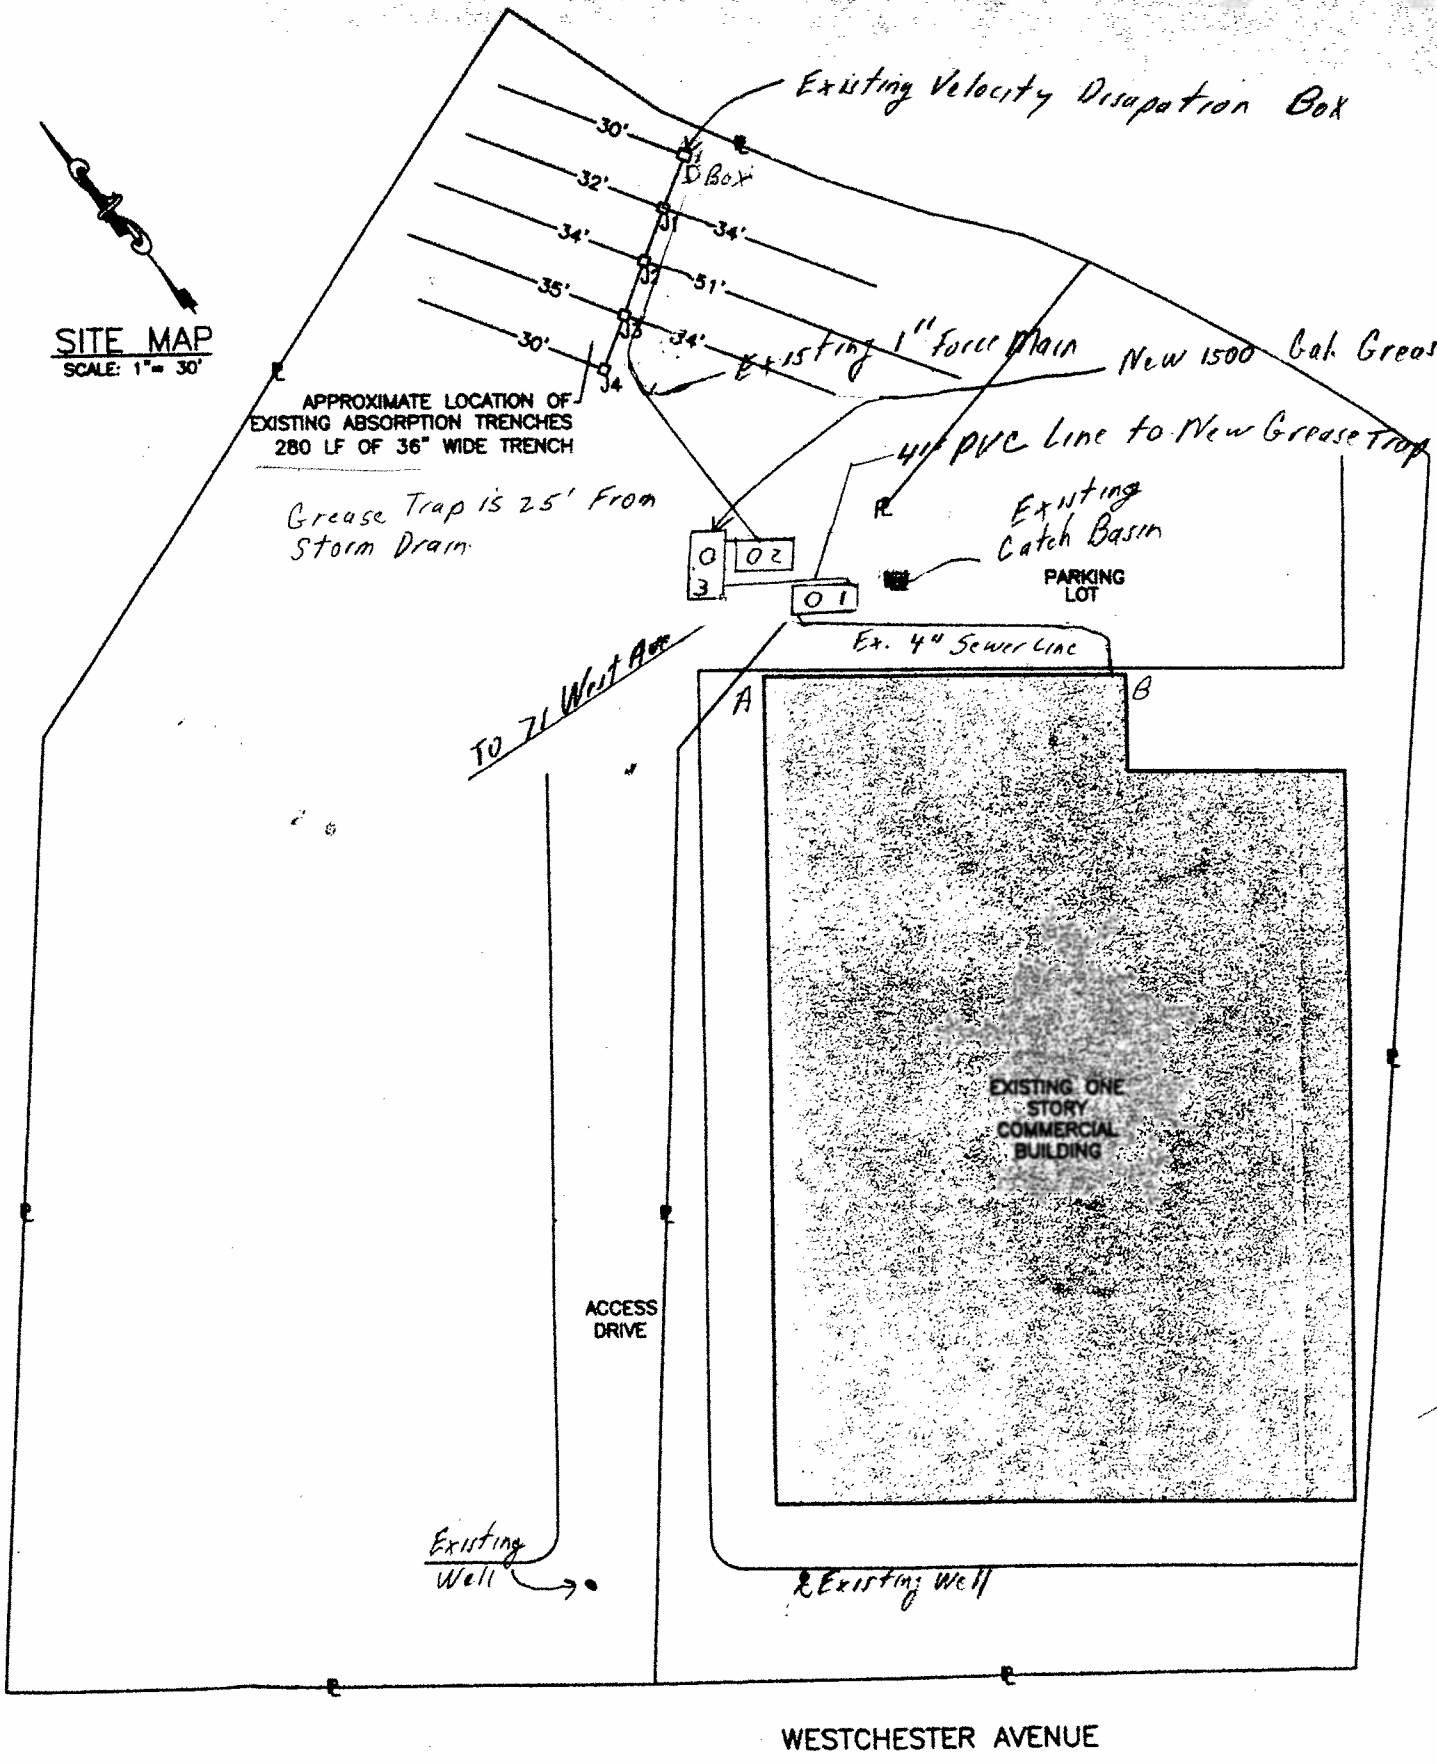 Existing Velocity Disapation Box
30'
D Box
32'
J1
34'
34'
J2
51'
35'
J3
34'
30'
J4
Existing 1" Force Main
New 1500 Gal. Greas
SITE MAP
SCALE: 1"= 30'
APPROXIMATE LOCATION OF
EXISTING ABSORPTION TRENCHES
280 LF OF 36" WIDE TRENCH
4" PVC Line to New Grease Trap
Grease Trap is 25' From
Storm Drain
Existing
Catch Basin
PARKING
LOT
O 2
O
3
O 1
Ex. 4" Sewer Line
TO 71 West Ave
A
B
EXISTING ONE
STORY
COMMERCIAL
BUILDING
ACCESS
DRIVE
Existing
Well
Existing Well
WESTCHESTER AVENUE